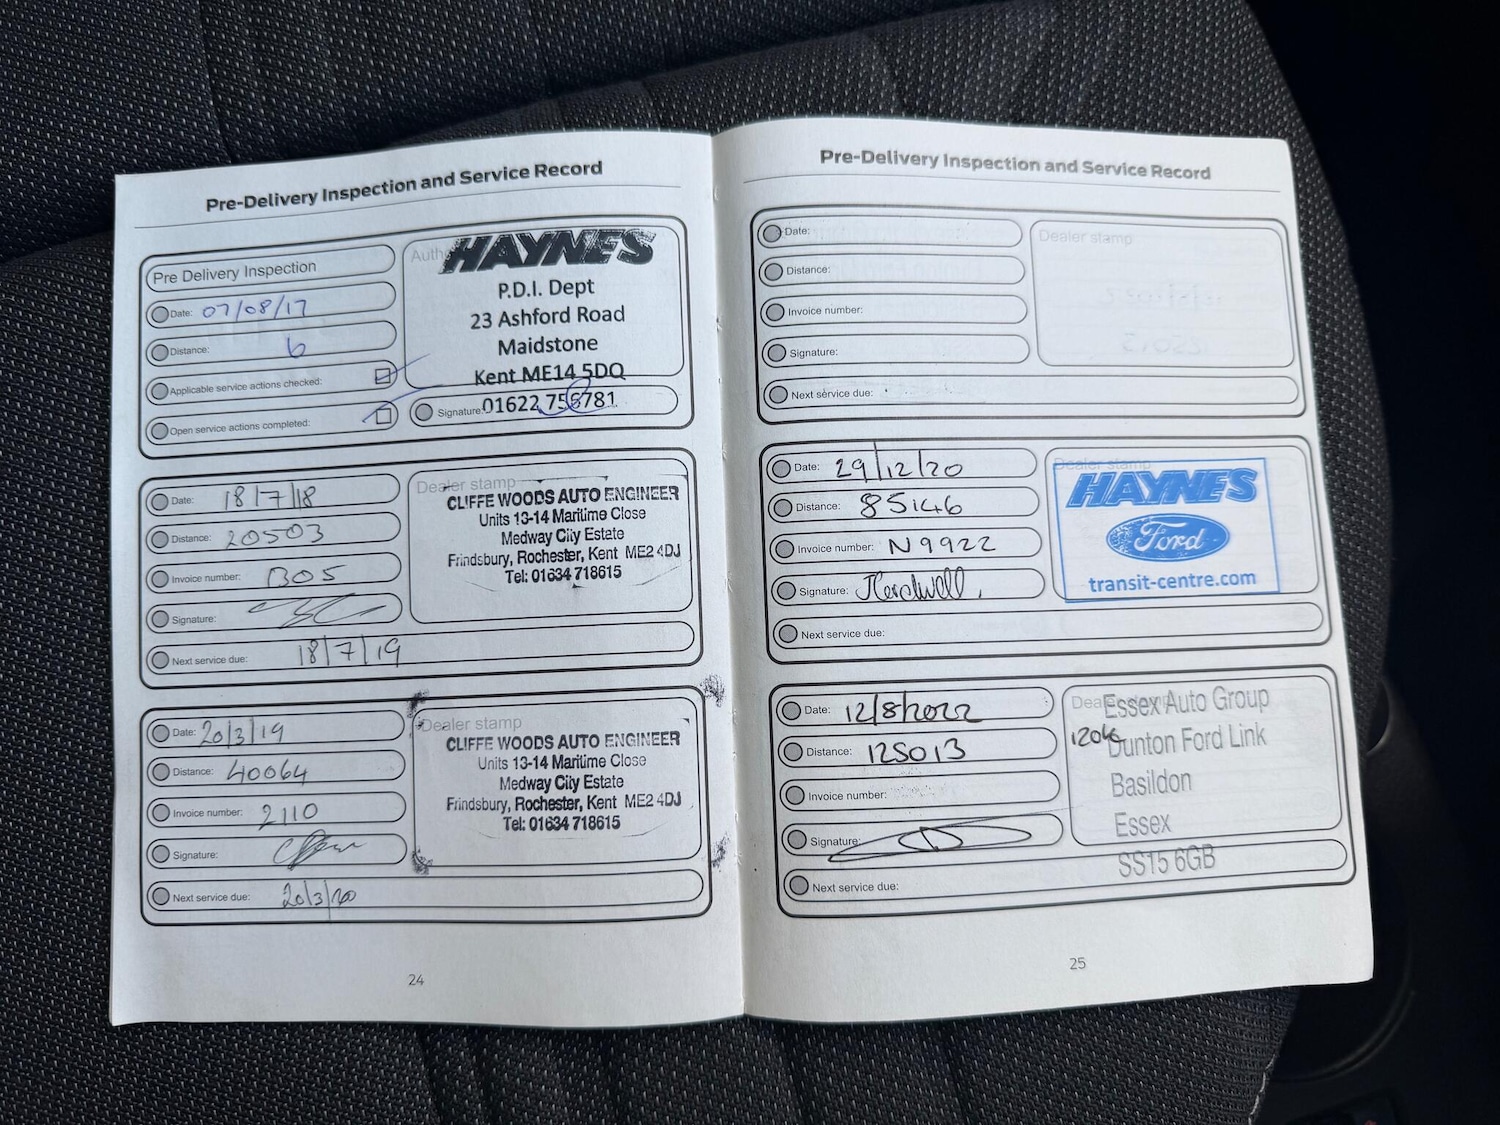 Pre-Delivery Inspection and Service Record
Pre Delivery Inspection
Date: 07/08/17
Distance: 6
Applicable service actions checked:
Open service actions completed:
HAYNES
P.D.I. Dept
23 Ashford Road
Maidstone
Kent ME14 5DQ
Signature: 01622 756781
Date: 18/7/18
Distance: 20503
Invoice number: B05
Signature:
Next service due: 18/7/19
Dealer stamp
CLIFFE WOODS AUTO ENGINEER
Units 13-14 Maritime Close
Medway City Estate
Frindsbury, Rochester, Kent ME2 4DJ
Tel: 01634 718615
Date: 20/3/19
Distance: 40064
Invoice number: 2110
Signature:
Next service due: 20/3/20
Dealer stamp
CLIFFE WOODS AUTO ENGINEER
Units 13-14 Maritime Close
Medway City Estate
Frindsbury, Rochester, Kent ME2 4DJ
Tel: 01634 718615
24
Pre-Delivery Inspection and Service Record
Date:
Distance:
Invoice number:
Signature:
Next service due:
Dealer stamp
Date: 29/12/20
Distance: 85146
Invoice number: N9922
Signature:
Next service due:
Dealer stamp
HAYNES
Ford
transit-centre.com
Date: 12/8/2022
Distance: 125013
Invoice number:
Signature:
Next service due:
Essex Auto Group
Dunton Ford Link
Basildon
Essex
SS15 6GB
25